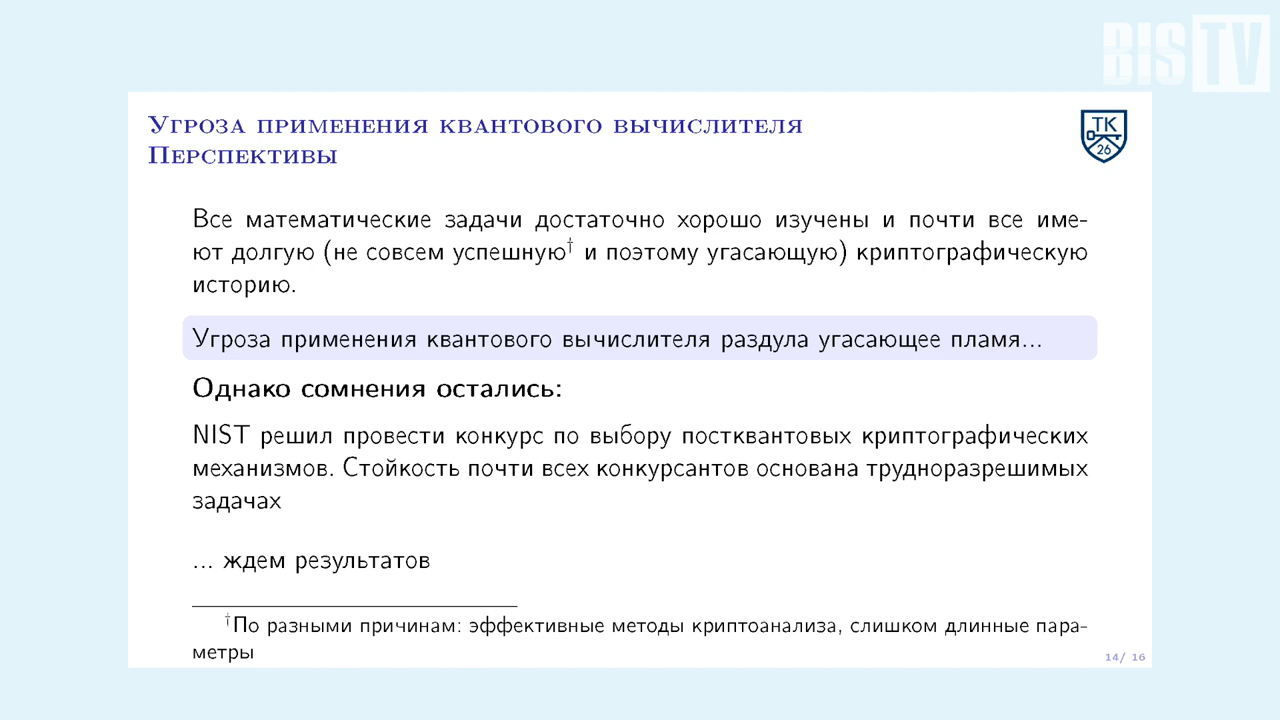 BIS TV
Угроза применения квантового вычислителя
Перспективы
ТК
26
Все математические задачи достаточно хорошо изучены и почти все име-
ют долгую (не совсем успешную† и поэтому угасающую) криптографическую
историю.
Угроза применения квантового вычислителя раздула угасающее пламя...
Однако сомнения остались:
NIST решил провести конкурс по выбору постквантовых криптографических
механизмов. Стойкость почти всех конкурсантов основана трудноразрешимых
задачах
... ждем результатов
†По разными причинам: эффективные методы криптоанализа, слишком длинные пара-
метры
14/ 16